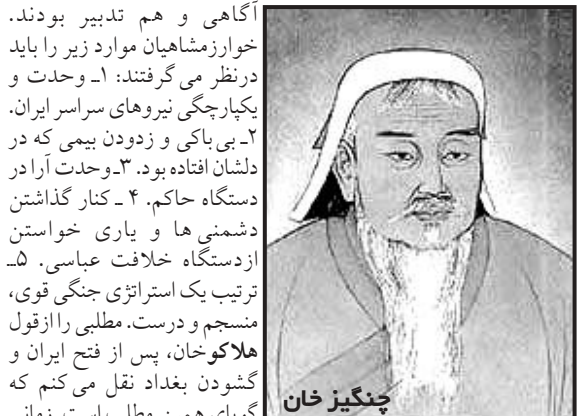 آگاهی و هم تدبیر بودند.
خوارزمشاهیان موارد زیر را باید
درنظر می‌گرفتند: ۱ـ وحدت و
یکپارچگی نیروهای سراسر ایران.
۲ـ بی‌باکی و زدودن بیمی که در
دلشان افتاده بود. ۳ـ وحدت آرا در
دستگاه حاکم. ۴ ـ کنار گذاشتن
دشمنی ها و یاری خواستن
ازدستگاه خلافت عباسی. ۵ـ
ترتیب یک استراتژی جنگی قوی،
منسجم و درست. مطلبی را ازقول
هلاکوخان، پس از فتح ایران و
گشودن بغداد نقل می‌کنم که
چنگیز خان